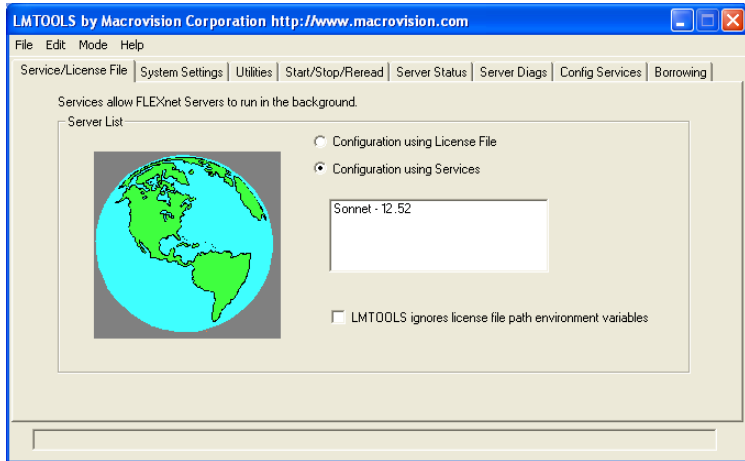 LMTOOLS by Macrovision Corporation http://www.macrovision.com
File Edit Mode Help
Service/License File System Settings Utilities Start/Stop/Reread Server Status Server Diags Config Services Borrowing
Services allow FLEXnet Servers to run in the background.
Server List
Configuration using License File
Configuration using Services
Sonnet - 12.52
LMTOOLS ignores license file path environment variables